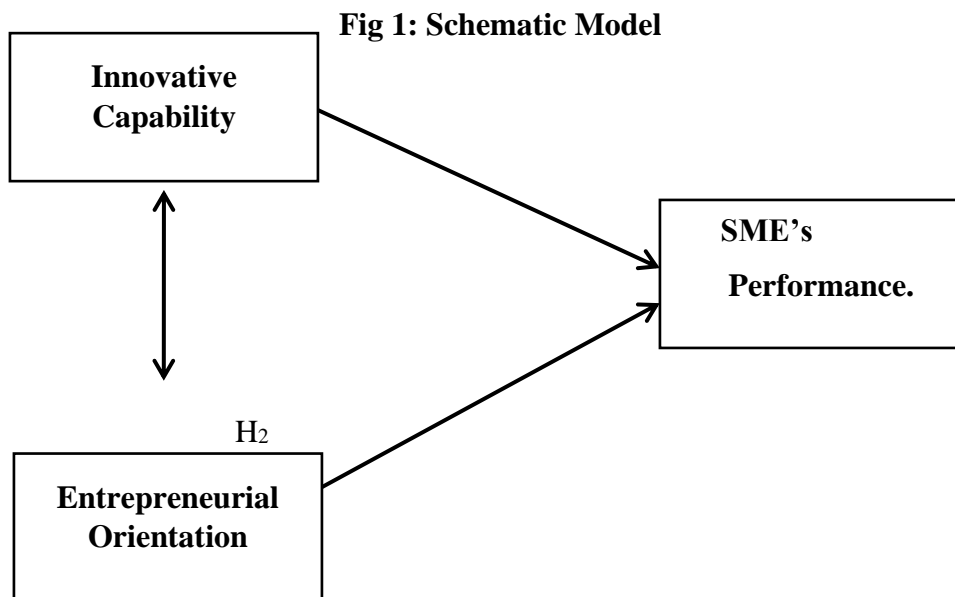 Fig 1: Schematic Model
Innovative
Capability
SME’s
Performance.
H₂
Entrepreneurial
Orientation